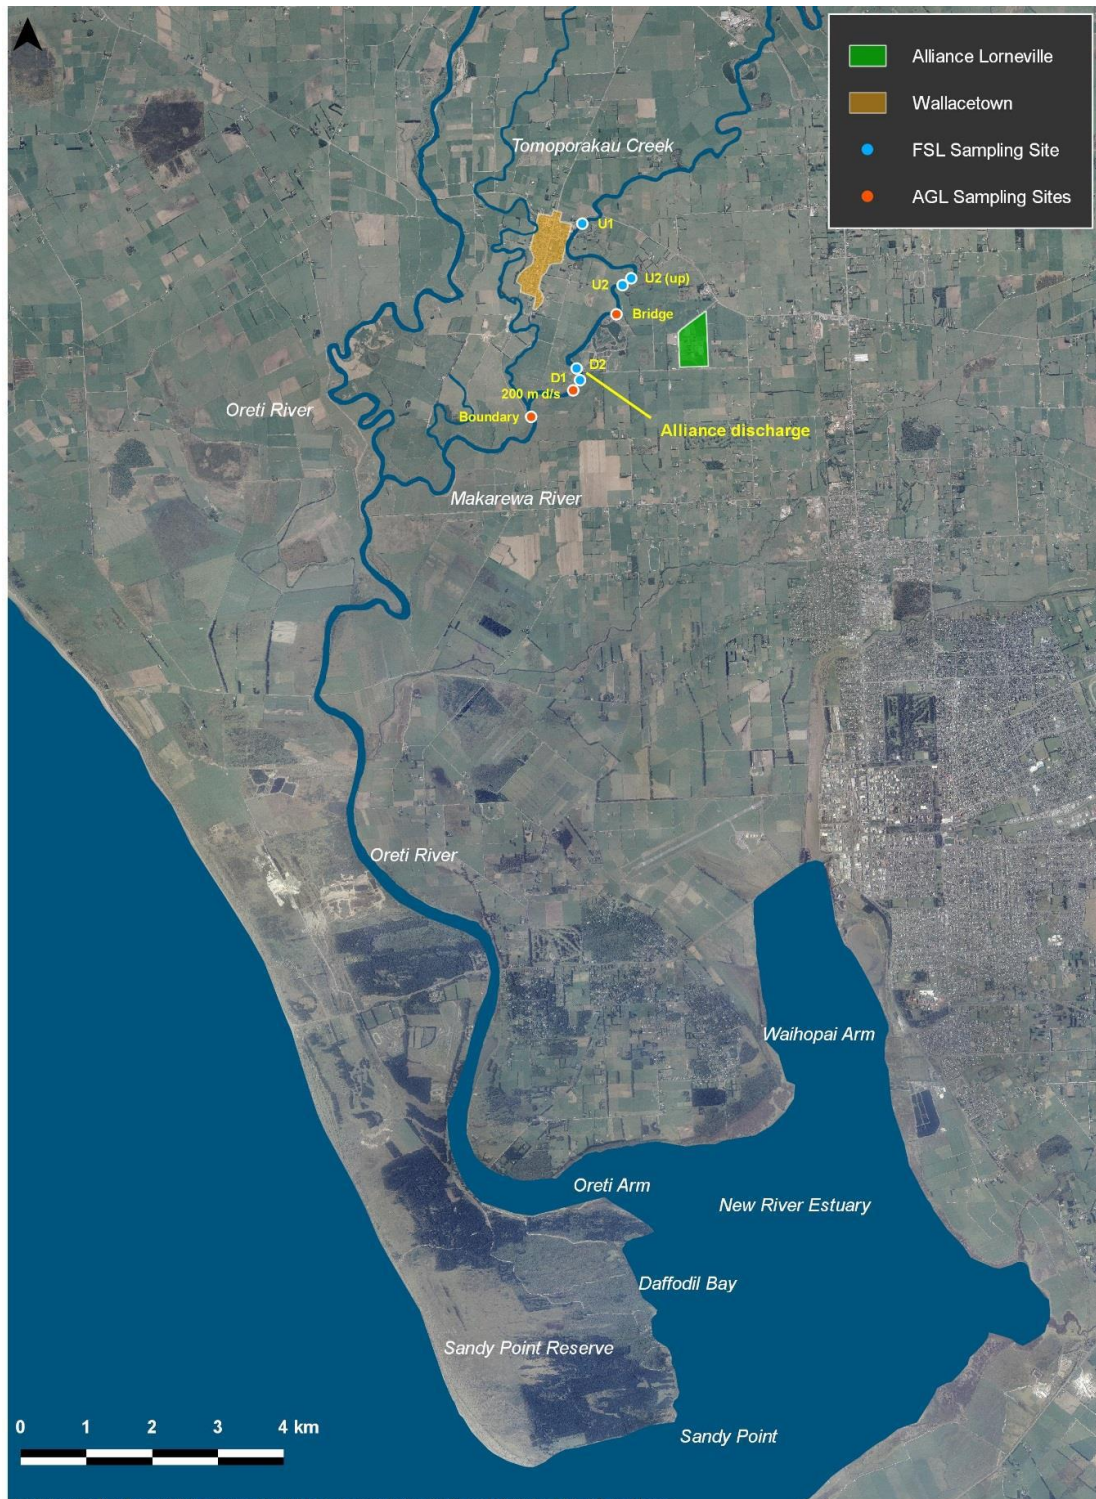 Alliance Lorneville
Wallacetown
FSL Sampling Site
AGL Sampling Sites
Tomoporakau Creek
U1
U2 (up)
U2
Bridge
D2
D1
200 m d/s
Boundary
Alliance discharge
Oreti River
Makarewa River
Oreti River
Waihopai Arm
Oreti Arm
New River Estuary
Daffodil Bay
Sandy Point Reserve
Sandy Point
0 1 2 3 4 km